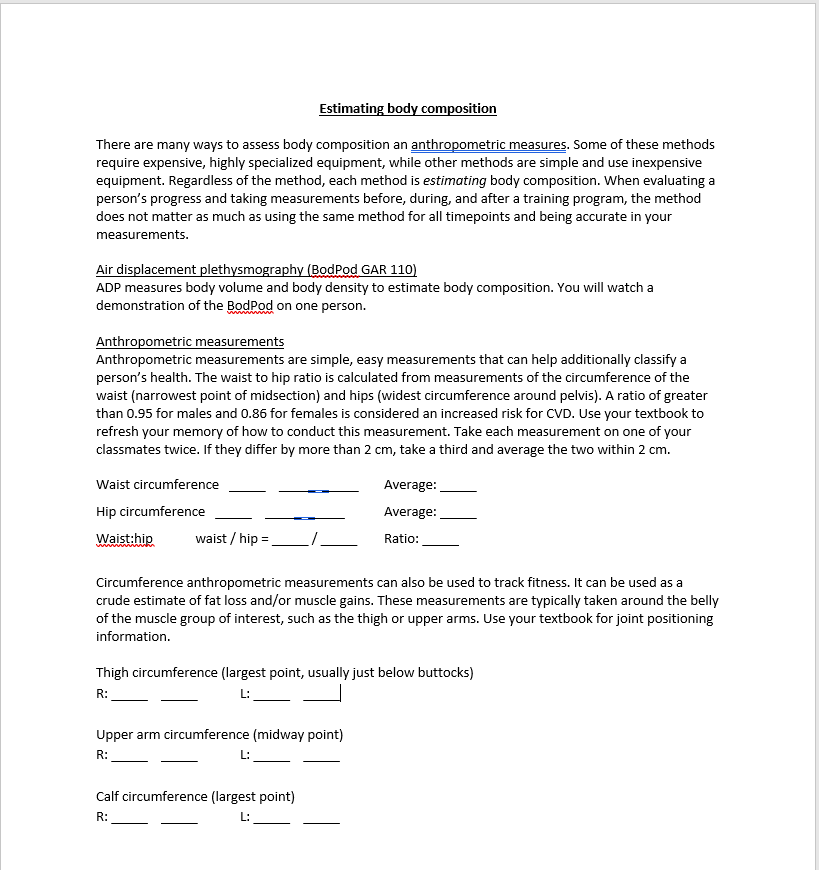 Estimating body composition
There are many ways to assess body composition an anthropometric measures. Some of these methods
require expensive, highly specialized equipment, while other methods are simple and use inexpensive
equipment. Regardless of the method, each method is estimating body composition. When evaluating a
person's progress and taking measurements before, during, and after a training program, the method
does not matter as much as using the same method for all timepoints and being accurate in your
measurements.
Air displacement plethysmography (BodPod GAR 110)
ADP measures body volume and body density to estimate body composition. You will watch a
demonstration of the BodPod on one person.
Anthropometric measurements
Anthropometric measurements are simple, easy measurements that can help additionally classify a
person's health. The waist to hip ratio is calculated from measurements of the circumference of the
waist (narrowest point of midsection) and hips (widest circumference around pelvis). A ratio of greater
than 0.95 for males and 0.86 for females is considered an increased risk for CVD. Use your textbook to
refresh your memory of how to conduct this measurement. Take each measurement on one of your
classmates twice. If they differ by more than 2 cm, take a third and average the two within 2 cm.
Waist circumference _____ ___________ Average: _____
Hip circumference _____ ___________ Average: _____
Waist:hip waist / hip = _____ / _____ Ratio: _____
Circumference anthropometric measurements can also be used to track fitness. It can be used as a
crude estimate of fat loss and/or muscle gains. These measurements are typically taken around the belly
of the muscle group of interest, such as the thigh or upper arms. Use your textbook for joint positioning
information.
Thigh circumference (largest point, usually just below buttocks)
R: _____ _____ L: _____ _____
Upper arm circumference (midway point)
R: _____ _____ L: _____ _____
Calf circumference (largest point)
R: _____ _____ L: _____ _____